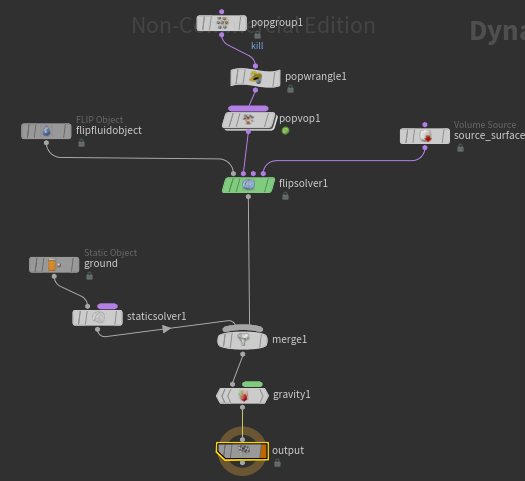 Non-Commercial Edition
Dyna
popgroup1
kill
popwrangle1
popvop1
FLIP Object
flipfluidobject
Volume Source
source_surface
flipsolver1
Static Object
ground
staticsolver1
merge1
gravity1
output